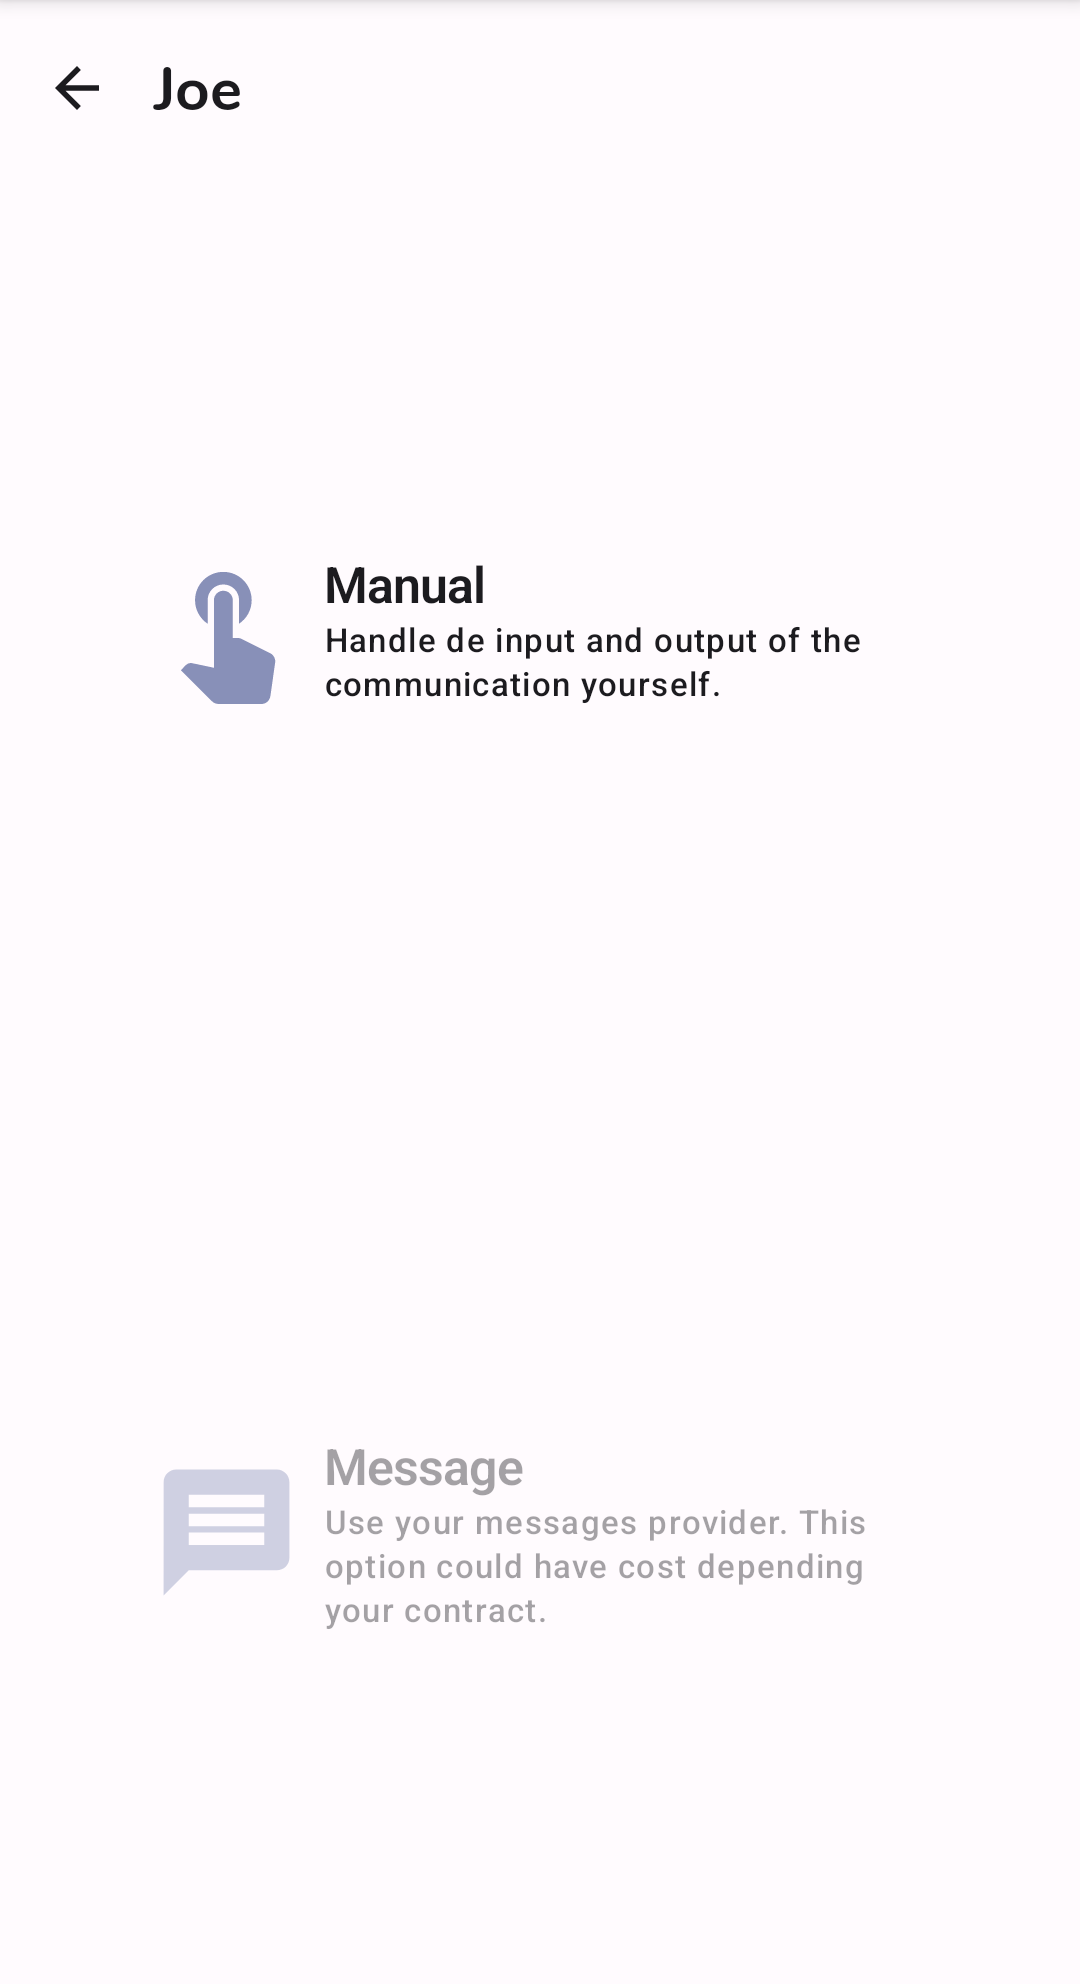 Joe
Manual
Handle de input and output of the
communication yourself.
Message
Use your messages provider. This
option could have cost depending
your contract.